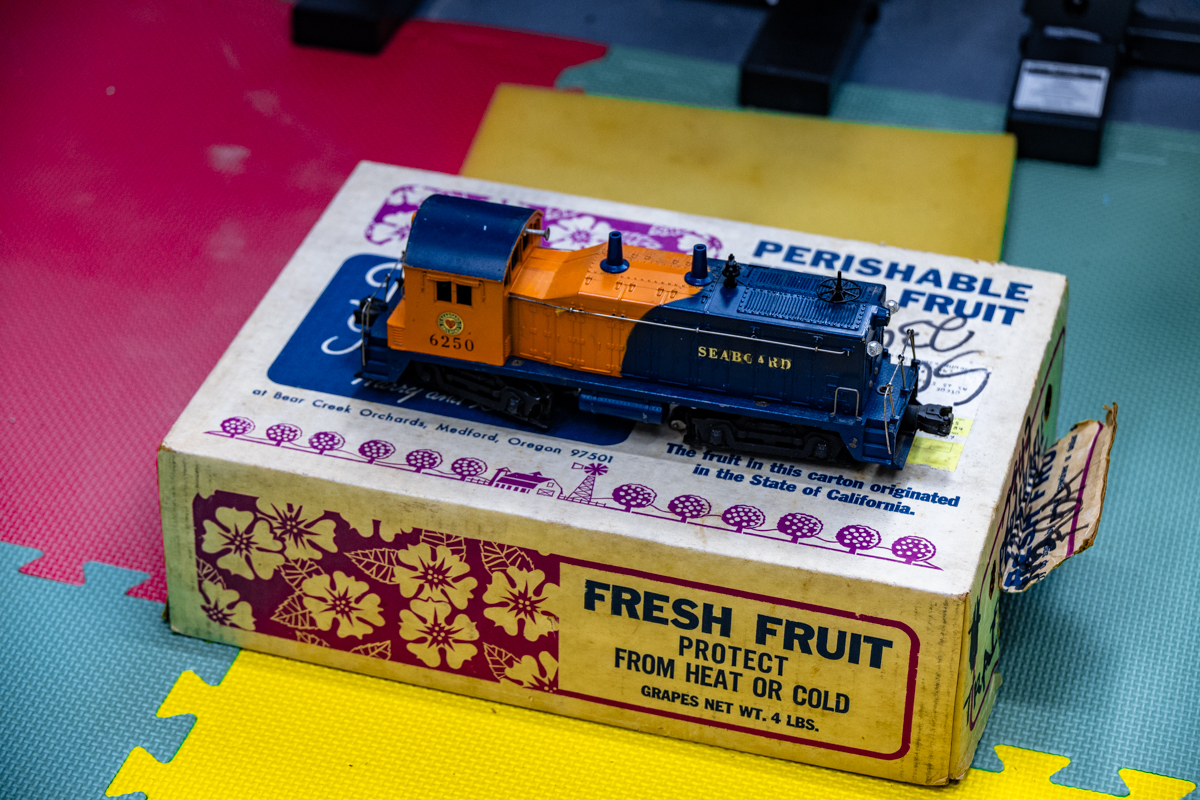 PERISHABLE
FRUIT
6250
SEABOARD
at Bear Creek Orchards, Medford, Oregon 97501
The fruit in this carton originated
in the State of California.
FRESH FRUIT
PROTECT
FROM HEAT OR COLD
GRAPES NET WT. 4 LBS.